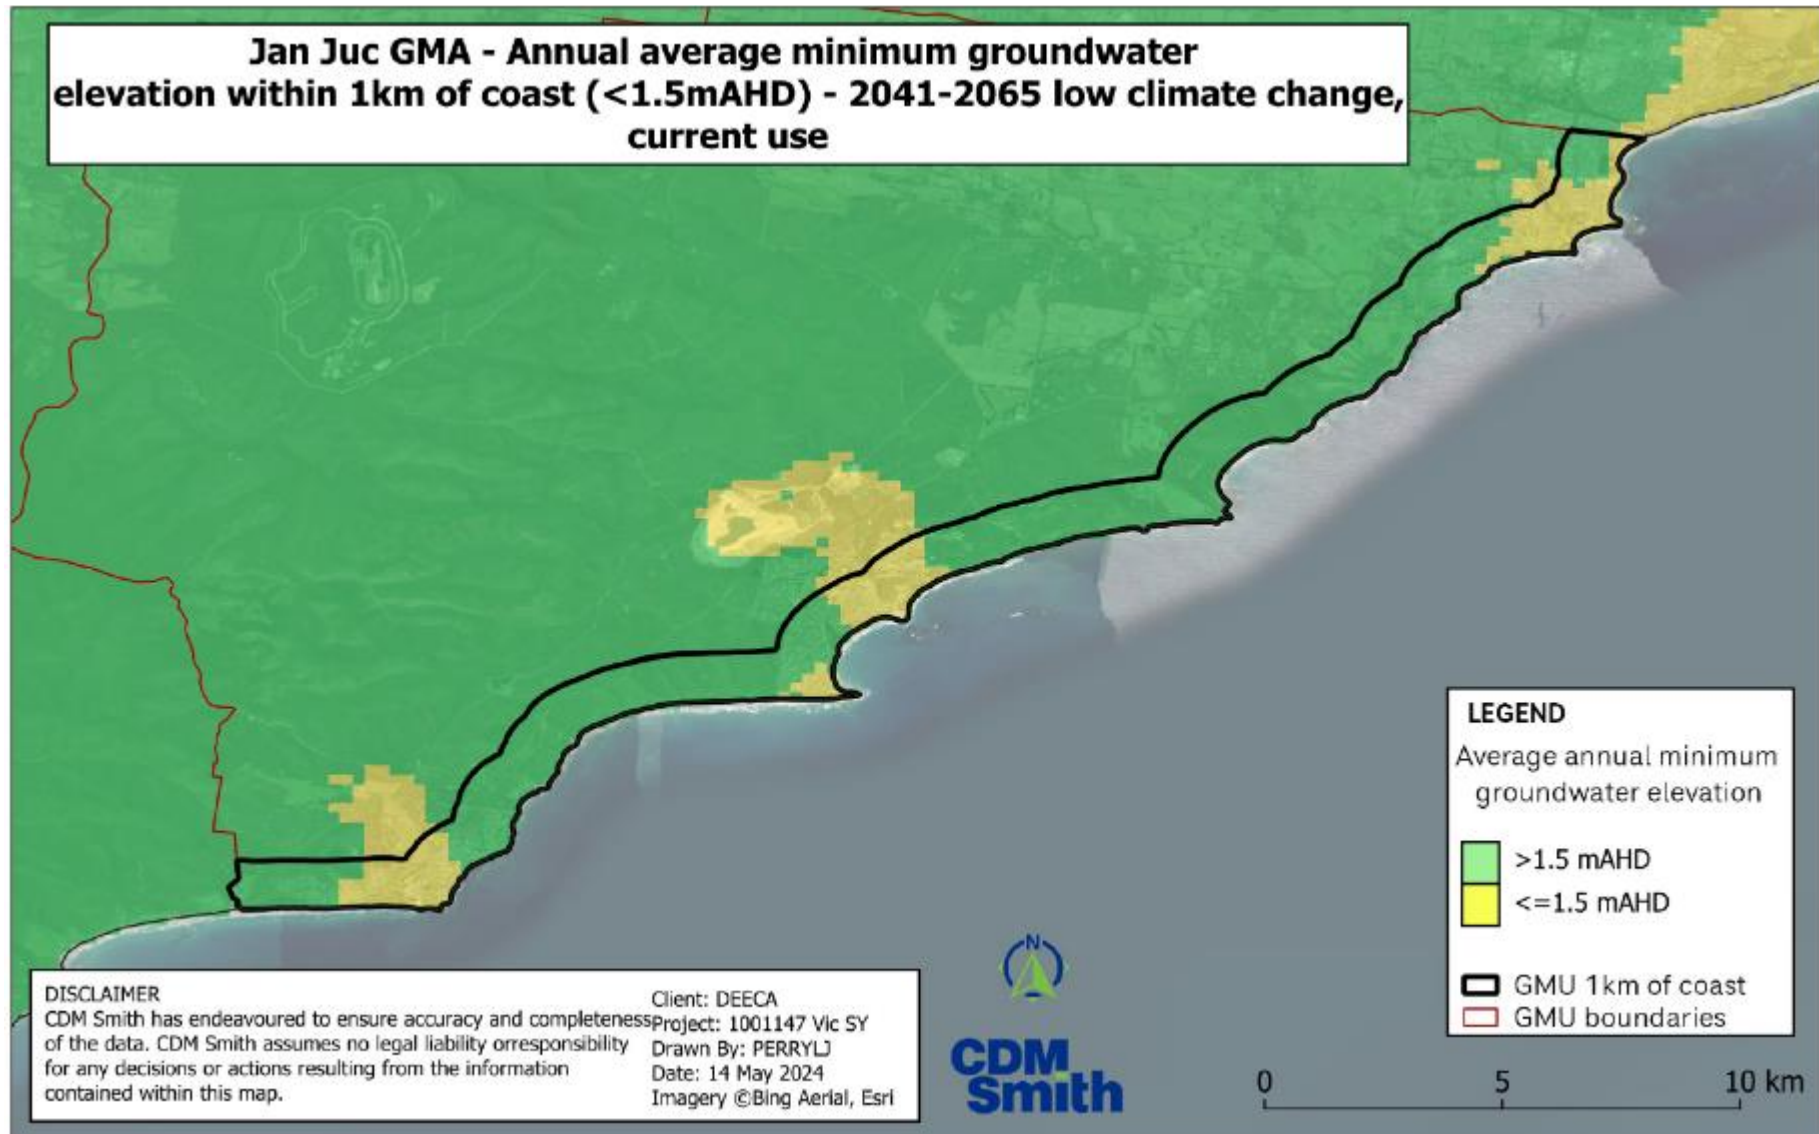 Jan Juc GMA - Annual average minimum groundwater
elevation within 1km of coast (<1.5mAHD) - 2041-2065 low climate change,
current use
LEGEND
Average annual minimum
groundwater elevation
>1.5 mAHD
<=1.5 mAHD
GMU 1km of coast
GMU boundaries
DISCLAIMER
CDM Smith has endeavoured to ensure accuracy and completeness
of the data. CDM Smith assumes no legal liability orresponsibility
for any decisions or actions resulting from the information
contained within this map.
Client: DEECA
Project: 1001147 Vic SY
Drawn By: PERRYLJ
Date: 14 May 2024
Imagery ©Bing Aerial, Esri
N
CDM
Smith
0 5 10 km